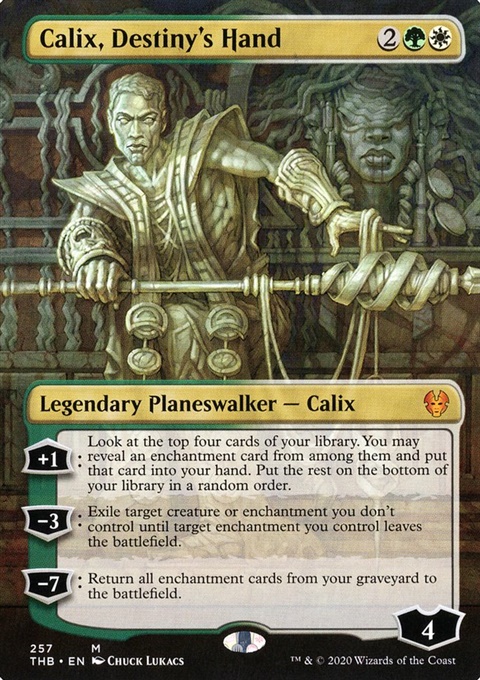 Calix, Destiny's Hand 2
Legendary Planeswalker — Calix
+1: Look at the top four cards of your library. You may
reveal an enchantment card from among them and put
that card into your hand. Put the rest on the bottom of
your library in a random order.
-3: Exile target creature or enchantment you don't
control until target enchantment you control leaves
the battlefield.
-7: Return all enchantment cards from your graveyard to
the battlefield.
4
257 M
THB • EN Chuck Lukacs
™ & © 2020 Wizards of the Coast